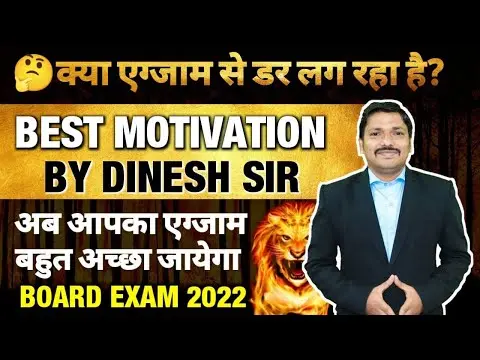 🤔क्या एग्जाम से डर लग रहा है?
BEST MOTIVATION
BY DINESH SIR
अब आपका एग्जाम
बहुत अच्छा जायेगा
BOARD EXAM 2022